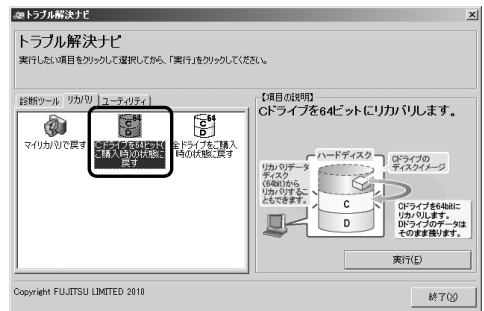 トラブル解決ナビ
トラブル解決ナビ
実行したい項目をクリックして選択してから、「実行」をクリックしてください。
診断ツール リカバリ ユーティリティ
マイリカバリで戻す
Cドライブを64ビット(ご購入時)の状態に戻す
全ドライブをご購入時の状態に戻す
【項目の説明】
Cドライブを64ビットにリカバリします。
リカバリデータ
ディスク
(64bit)から
リカバリするこ
ともできます。
ハードディスク
Cドライブの
ディスクイメージ
C
D
Cドライブを64bitに
リカバリします。
Dドライブのデータは
そのまま残ります。
実行(E)
Copyright FUJITSU LIMITED 2010
終了(X)